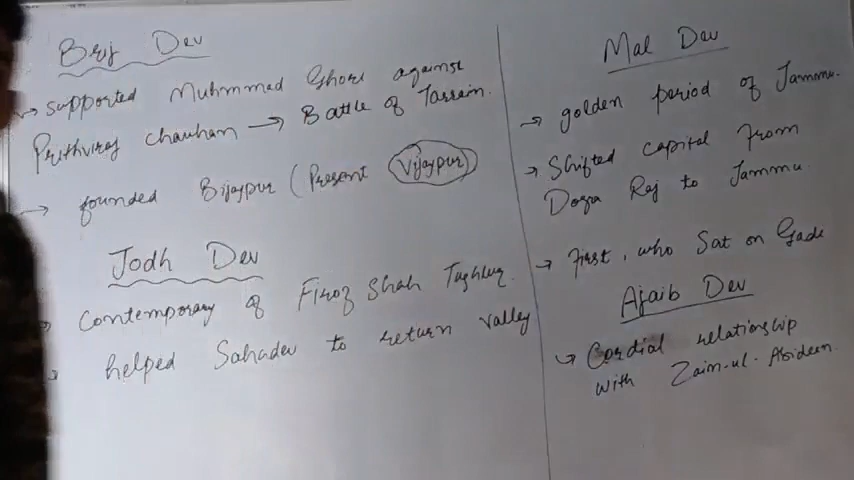 Brij Dev
→ supported Muhmmad Ghori against
Prithviraj chauhan → Battle of Tarrain.
→ founded Bijaypur (Present Vijaypur)
Jodh Dev
→ Contemporary of Firoz Shah Tughluq.
→ helped Sahadev to return valley
Mal Dev
→ golden period of Jammu.
→ Shifted capital from
Dogra Raj to Jammu
→ first, who Sat on Gade
Ajaib Dev
→ Cordial relationship
with Zain-ul-Abideen.